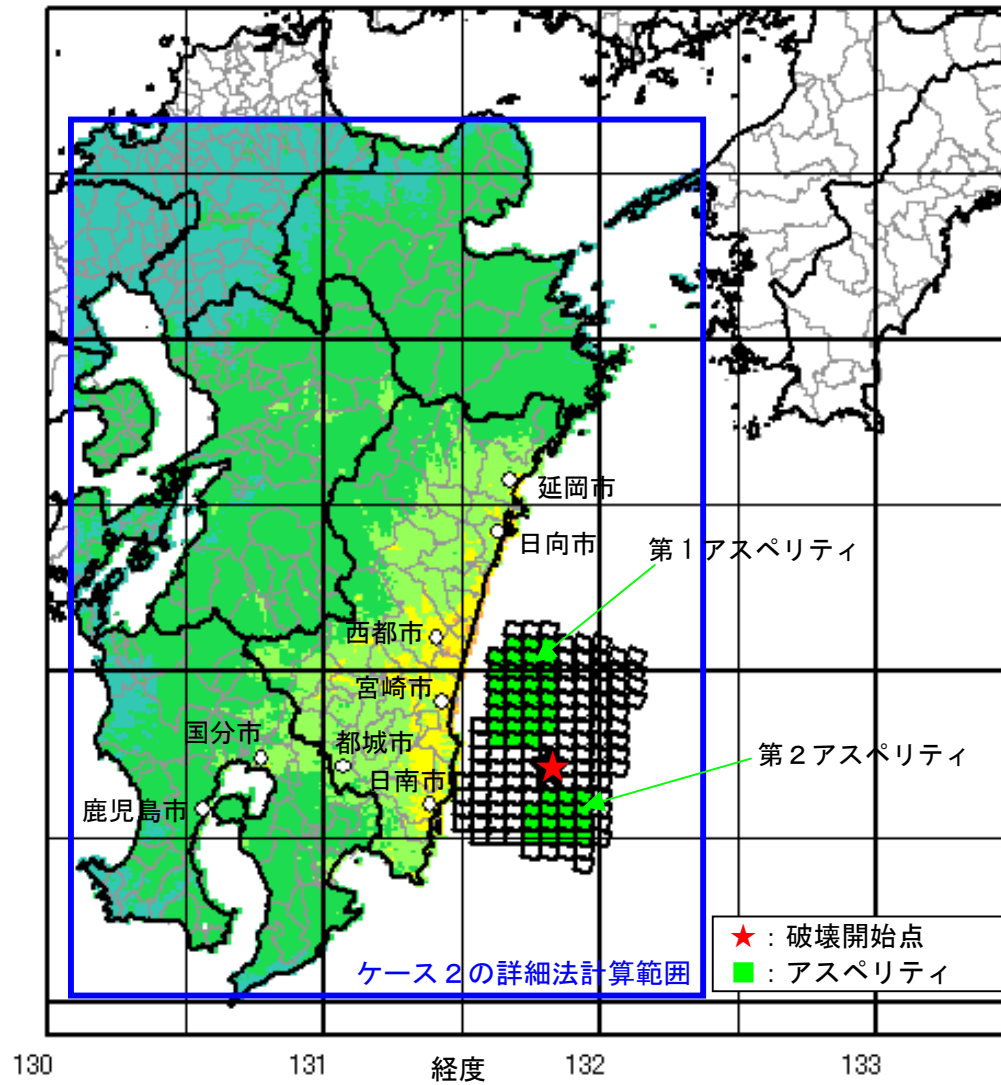 延岡市
日向市
第1アスペリティ
西都市
宮崎市
国分市
都城市
第2アスペリティ
日南市
鹿児島市
★:破壊開始点
■:アスペリティ
ケース2の詳細法計算範囲
130 131 132 133
経度